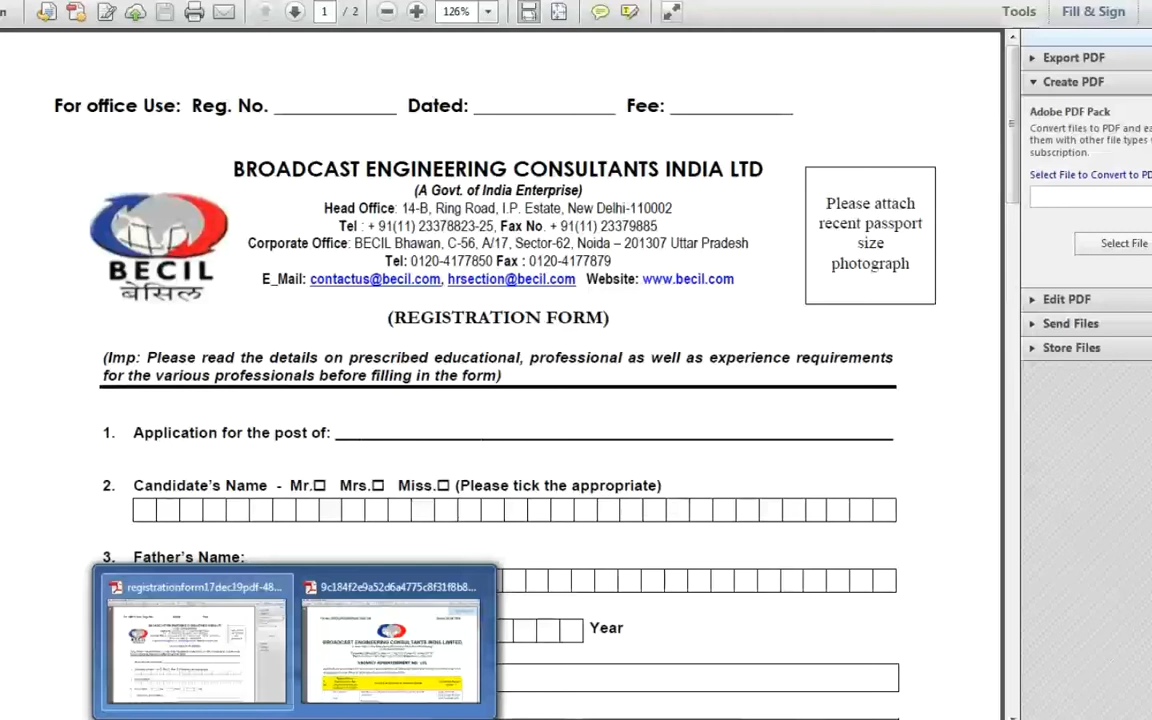 1 / 2 126% Tools Fill & Sign
Export PDF
Create PDF
Adobe PDF Pack
Convert files to PDF and ea
them with other file types
subscription.
Select File to Convert to PD
Select File
Edit PDF
Send Files
Store Files
For office Use: Reg. No. ____________ Dated: ______________ Fee: ____________
BROADCAST ENGINEERING CONSULTANTS INDIA LTD
(A Govt. of India Enterprise)
Head Office: 14-B, Ring Road, I.P. Estate, New Delhi-110002
Tel : + 91(11) 23378823-25, Fax No. + 91(11) 23379885
Corporate Office: BECIL Bhawan, C-56, A/17, Sector-62, Noida – 201307 Uttar Pradesh
Tel: 0120-4177850 Fax : 0120-4177879
E_Mail: contactus@becil.com, hrsection@becil.com Website: www.becil.com
BECIL
बेसिल
Please attach
recent passport
size
photograph
(REGISTRATION FORM)
(Imp: Please read the details on prescribed educational, professional as well as experience requirements
for the various professionals before filling in the form)
1. Application for the post of:
2. Candidate's Name - Mr.☐ Mrs.☐ Miss.☐ (Please tick the appropriate)
3. Father's Name:
Year
registrationform17dec19pdf-48...
9c184f2e9a52d6a4775c8f31f8b8...
BROADCAST ENGINEERING CONSULTANTS INDIA LIMITED